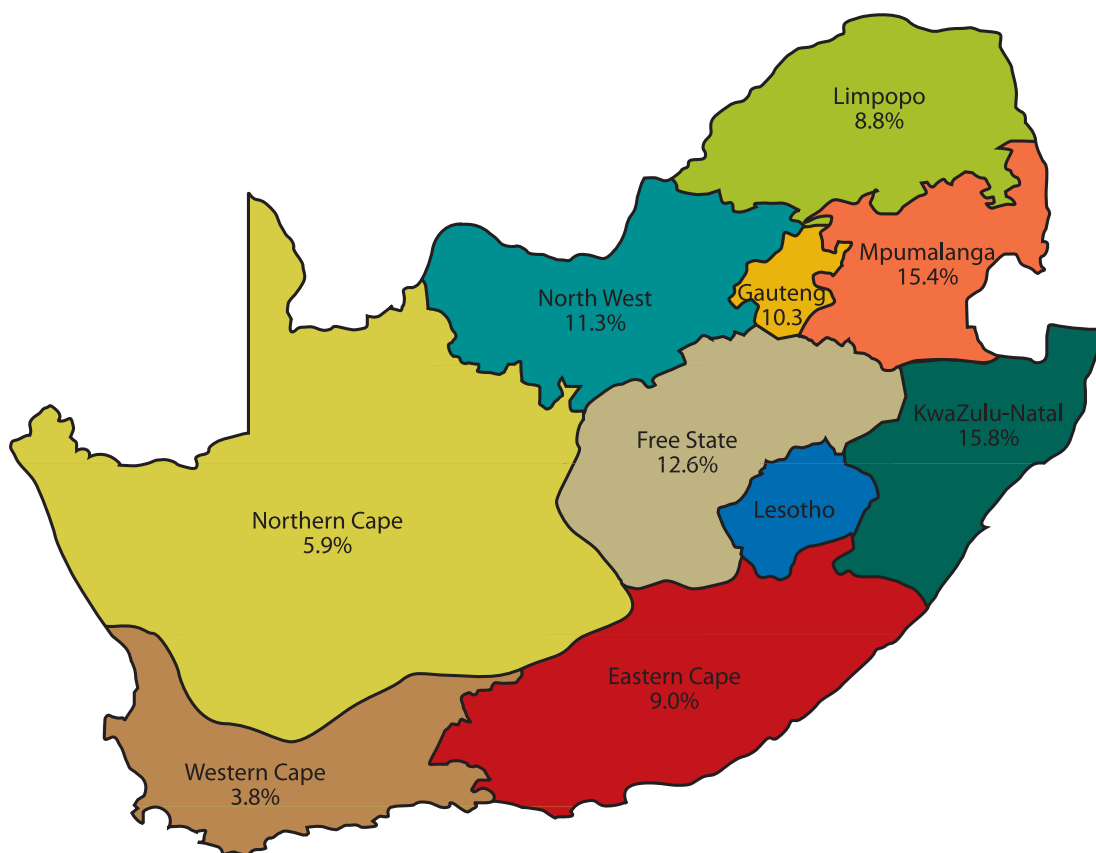 Limpopo
8.8%
Mpumalanga
15.4%
Gauteng
10.3
North West
11.3%
KwaZulu-Natal
15.8%
Free State
12.6%
Lesotho
Northern Cape
5.9%
Eastern Cape
9.0%
Western Cape
3.8%